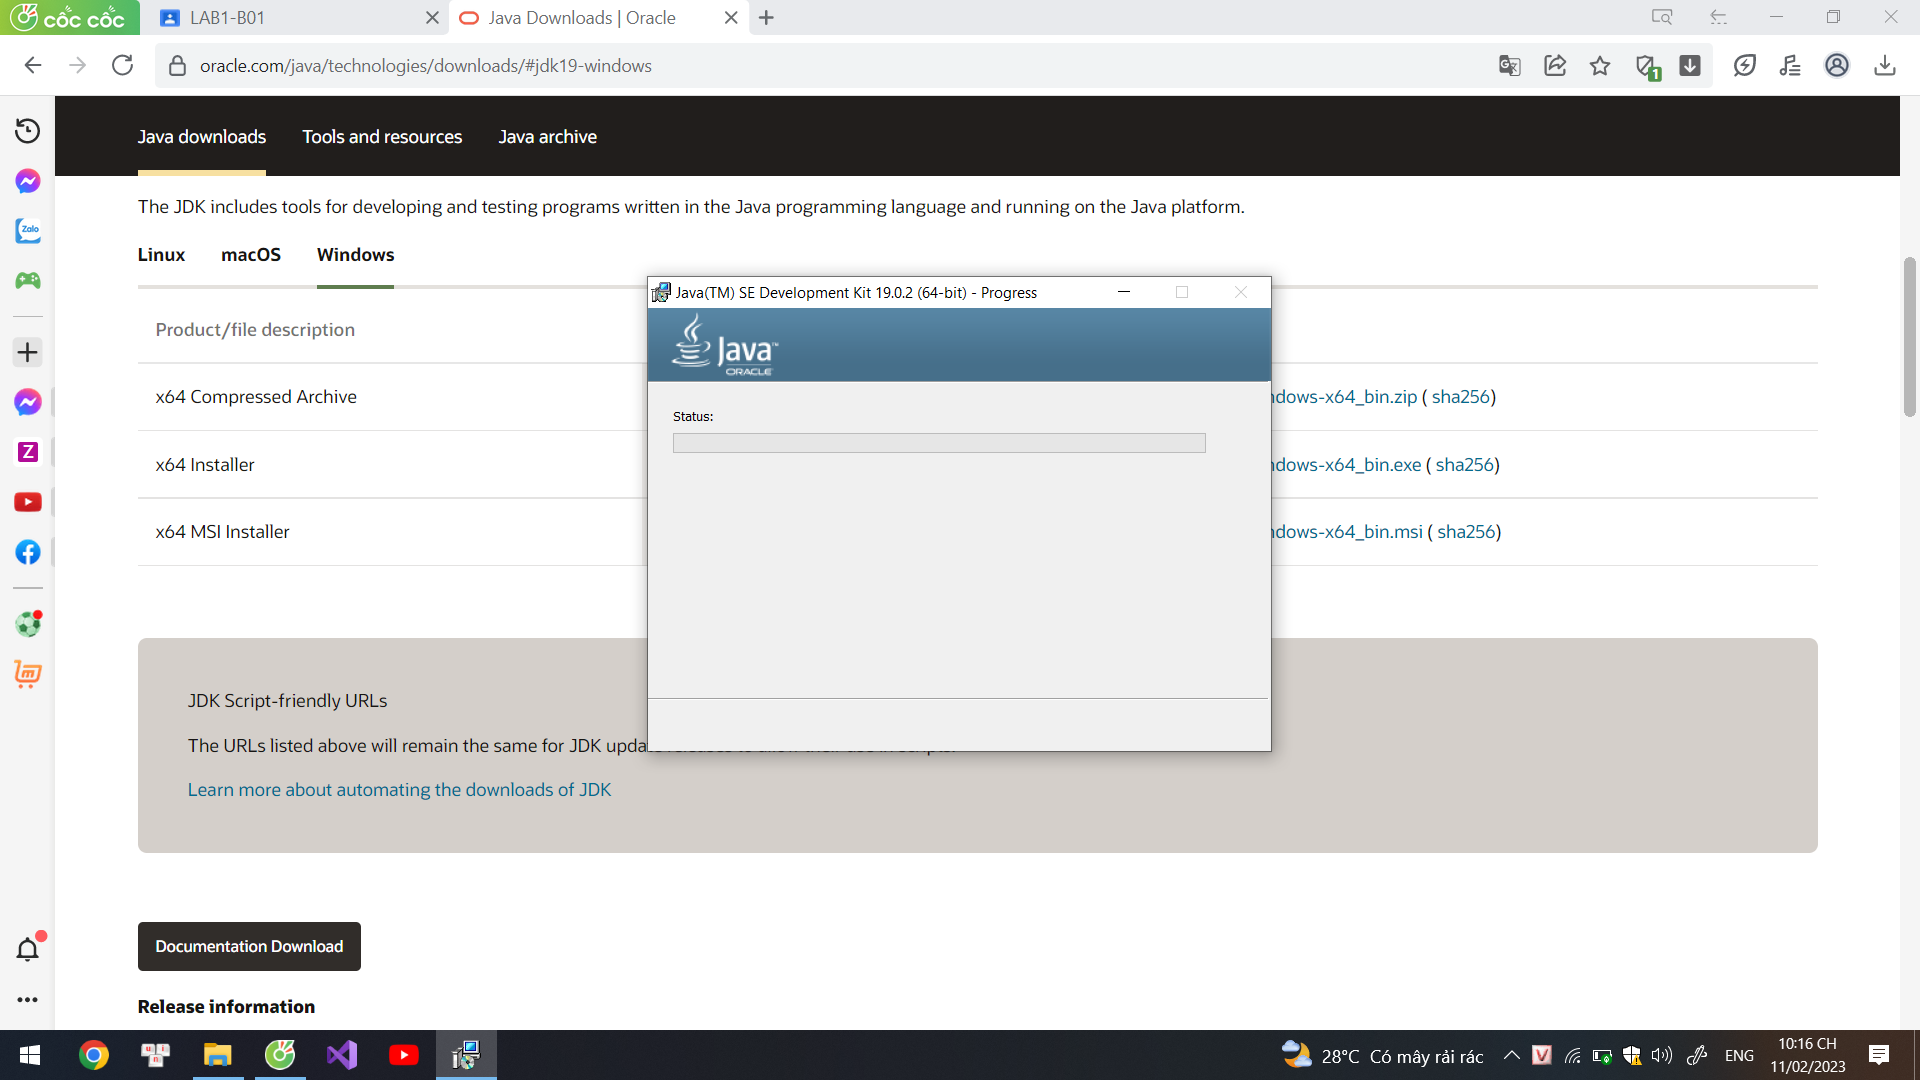 cốc cốc
LAB1-B01
Java Downloads | Oracle
oracle.com/java/technologies/downloads/#jdk19-windows
1
Java downloads
Tools and resources
Java archive
The JDK includes tools for developing and testing programs written in the Java programming language and running on the Java platform.
Zalo
Linux
macOS
Windows
Java(TM) SE Development Kit 19.0.2 (64-bit) - Progress
Product/file description
Java™
ORACLE
x64 Compressed Archive
ndows-x64_bin.zip ( sha256)
Status:
Z
x64 Installer
ndows-x64_bin.exe ( sha256)
x64 MSI Installer
ndows-x64_bin.msi ( sha256)
JDK Script-friendly URLs
The URLs listed above will remain the same for JDK upda
Learn more about automating the downloads of JDK
Documentation Download
Release information
28°C Có mây rải rác
V
ENG
10:16 CH
11/02/2023